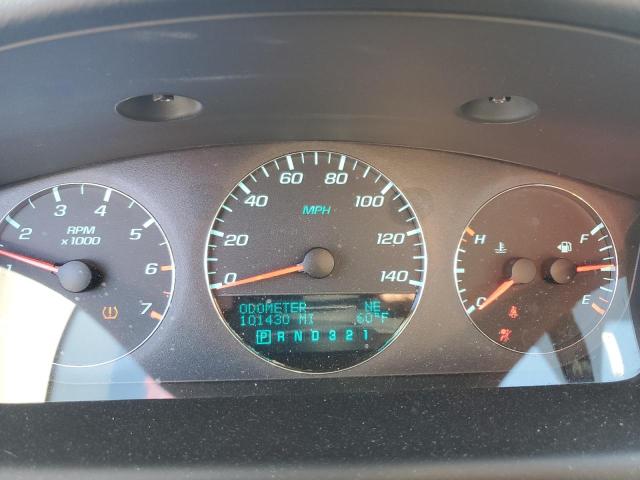 1 2 3 4 5 6 7
RPM
x 1000
0 20 40 60 80 100 120 140
MPH
ODOMETER NE
101430 MI 60°F
P R N D 3 2 1
H C
F E